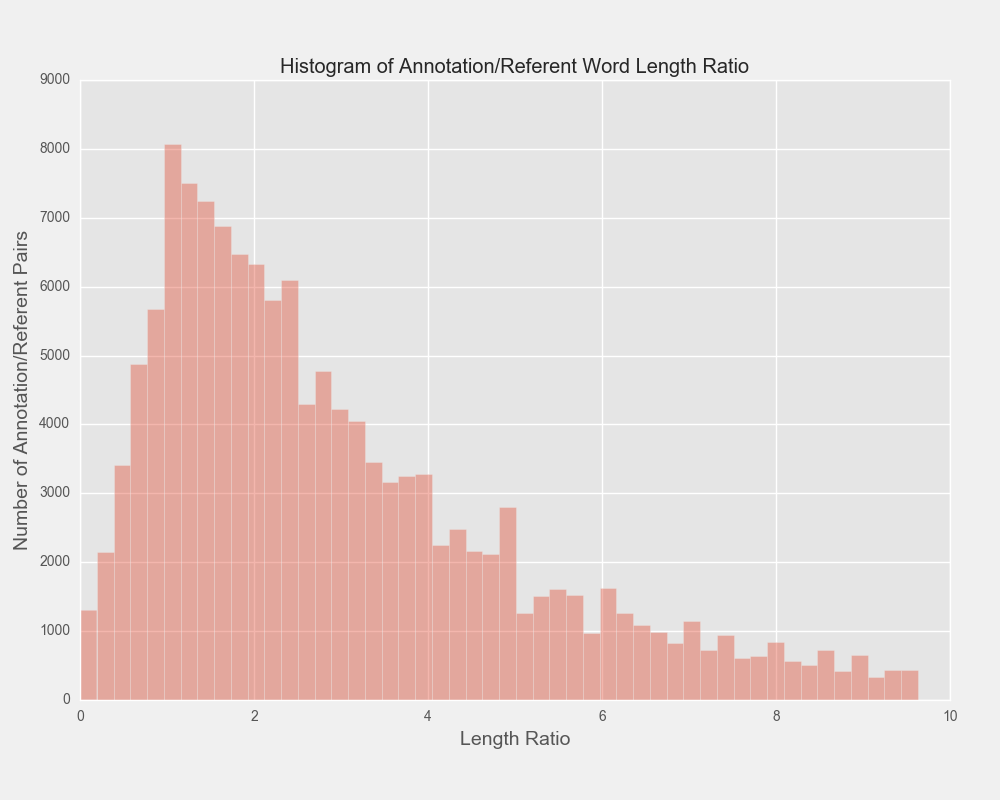 Histogram of Annotation/Referent Word Length Ratio
9000
8000
7000
6000
5000
4000
3000
2000
1000
0
Number of Annotation/Referent Pairs
0 2 4 6 8 10
Length Ratio